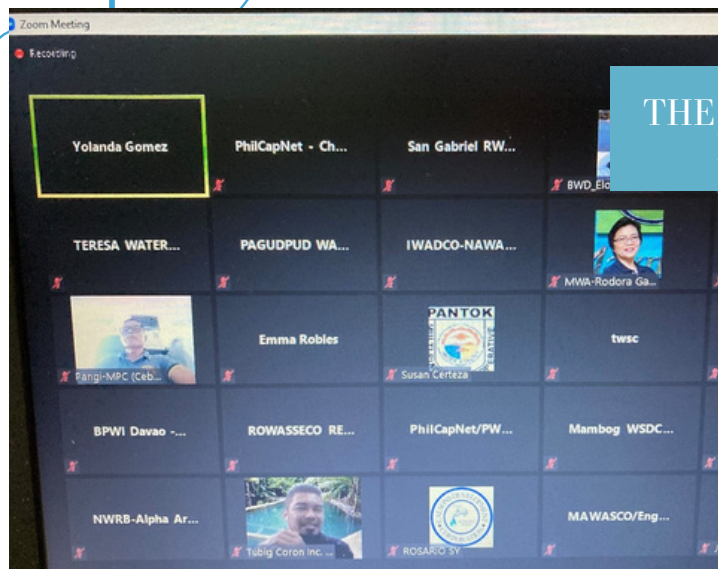 Zoom Meeting
Recording
THE
Yolanda Gomez
PhilCapNet - Ch...
San Gabriel RW...
BWD_Elo
TERESA WATER...
PAGUDPUD WA...
IWADCO-NAWA...
MWA-Rodora Ga...
Pangi-MPC (Ceb...
Emma Robles
PANTOK
Susan Certeza
twsc
BPWI Davao -...
ROWASSECO RE...
PhilCapNet/PW...
Mambog WSDC...
NWRB-Alpha Ar...
Tubig Coron Inc. ...
ROSARIO SY
MAWASCO/Eng...